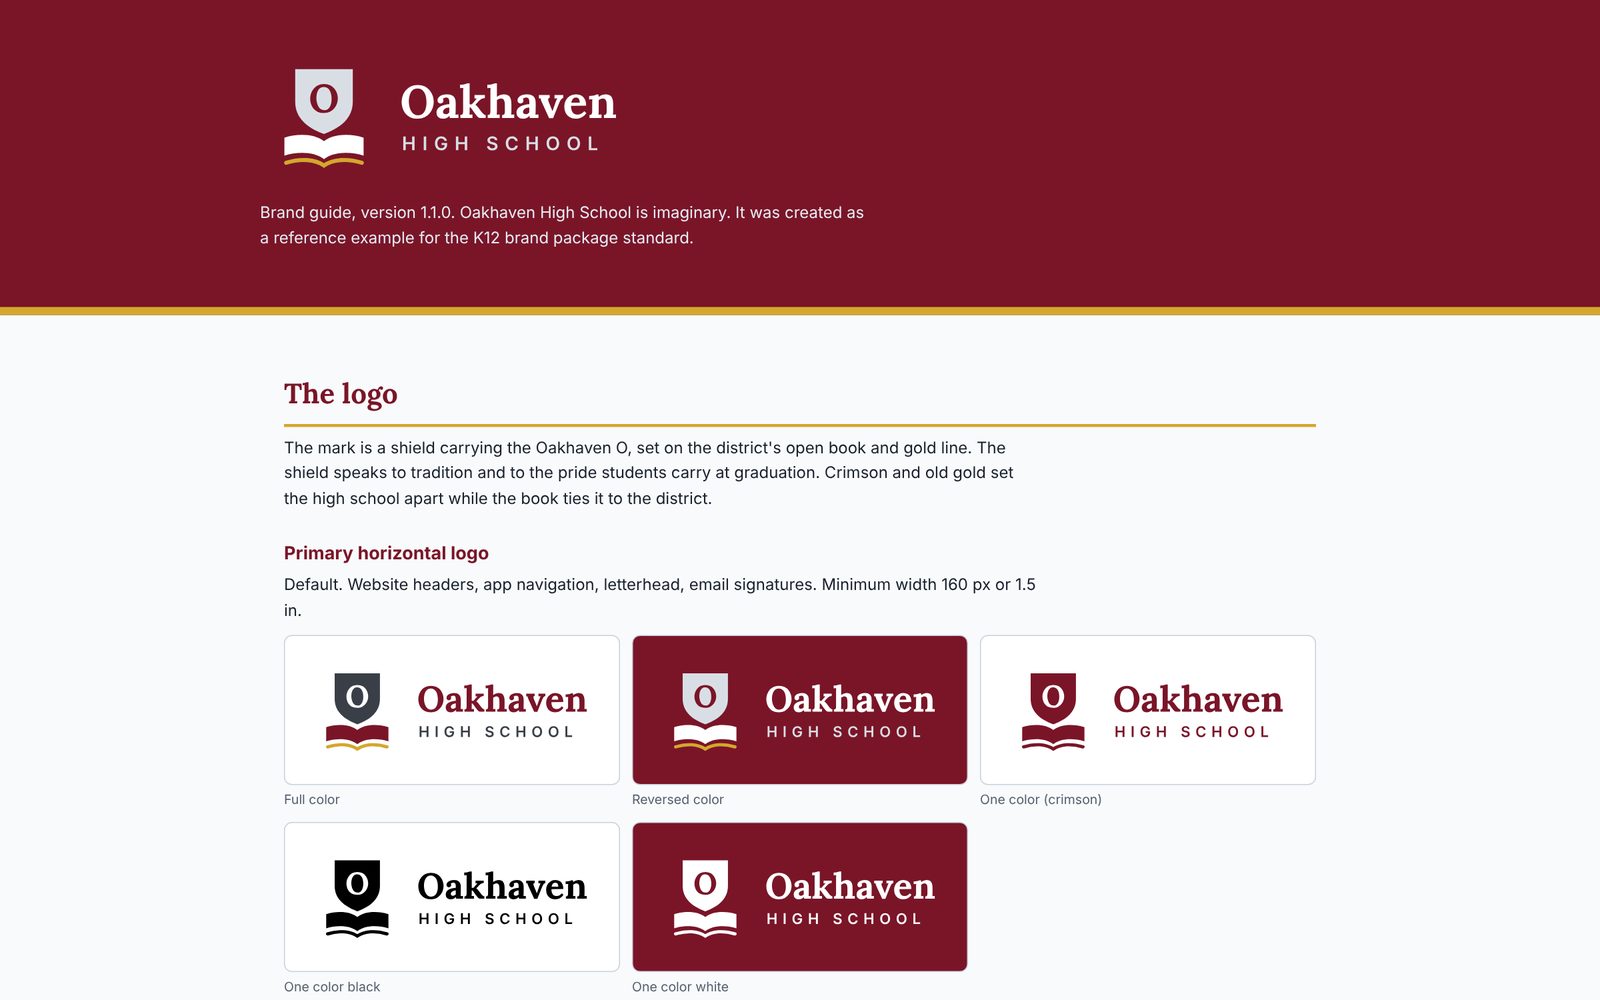 O
Oakhaven
HIGH SCHOOL
Brand guide, version 1.1.0. Oakhaven High School is imaginary. It was created as
a reference example for the K12 brand package standard.
The logo
The mark is a shield carrying the Oakhaven O, set on the district's open book and gold line. The
shield speaks to tradition and to the pride students carry at graduation. Crimson and old gold set
the high school apart while the book ties it to the district.
Primary horizontal logo
Default. Website headers, app navigation, letterhead, email signatures. Minimum width 160 px or 1.5
in.
O
Oakhaven
HIGH SCHOOL
Full color
O
Oakhaven
HIGH SCHOOL
Reversed color
O
Oakhaven
HIGH SCHOOL
One color (crimson)
O
Oakhaven
HIGH SCHOOL
One color black
O
Oakhaven
HIGH SCHOOL
One color white